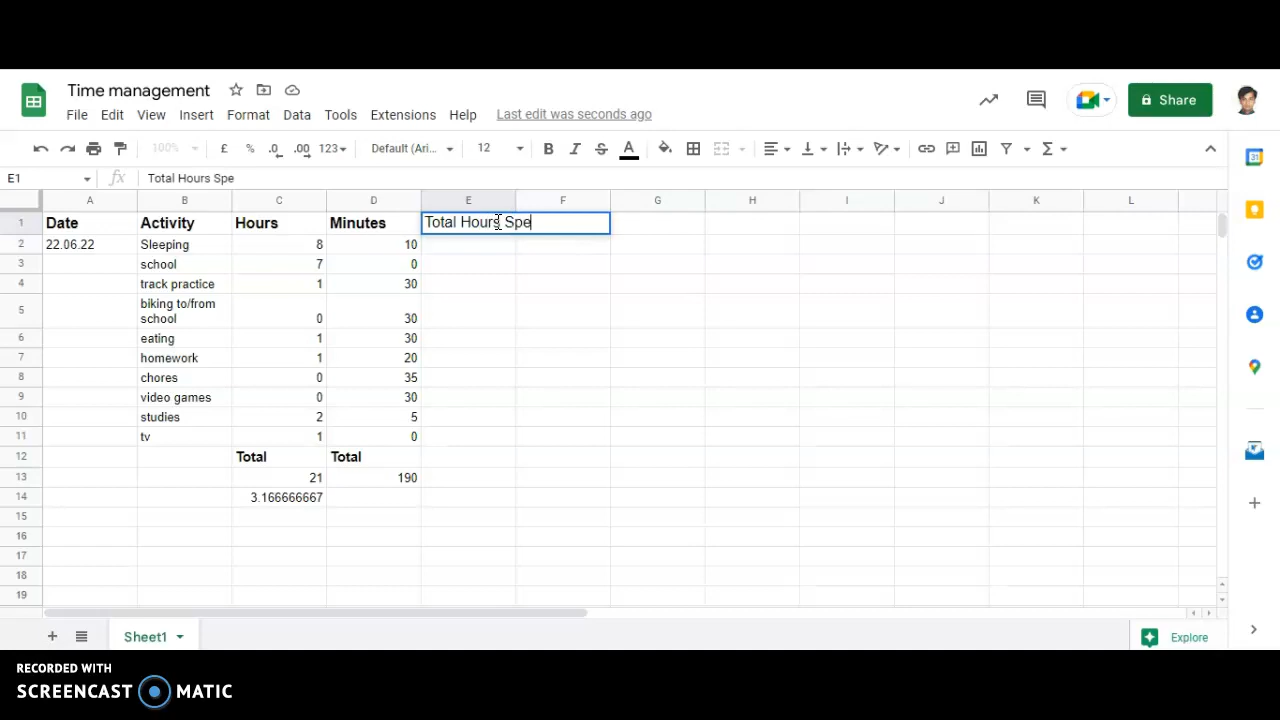 Time management
File Edit View Insert Format Data Tools Extensions Help Last edit was seconds ago
Share
100% £ % .0 .00 123 Default (Ari... 12 B I S A Σ
E1 fx Total Hours Spe
A B C D E F G H I J K L
1 Date Activity Hours Minutes Total Hours Spe
2 22.06.22 Sleeping 8 10
3 school 7 0
4 track practice 1 30
biking to/from
5 school 0 30
6 eating 1 30
7 homework 1 20
8 chores 0 35
9 video games 0 30
10 studies 2 5
11 tv 1 0
12 Total Total
13 21 190
14 3.166666667
15
16
17
18
19
Sheet1
Explore
31
RECORDED WITH
SCREENCAST MATIC